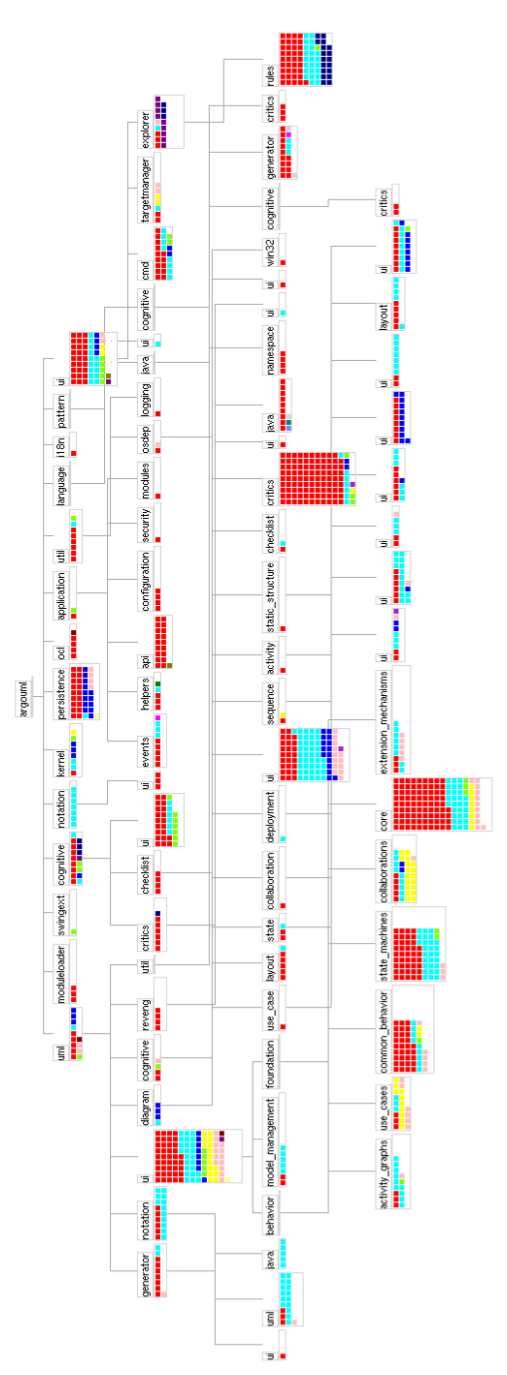 argouml
uml
moduleloader
swingext
cognitive
notation
kernel
persistence
ocl
application
util
language
i18n
pattern
ui
generator
notation
ui
diagram
cognitive
reveng
util
critics
checklist
ui
ui
events
helpers
api
configuration
security
modules
osdep
logging
java
ui
cognitive
cmd
targetmanager
explorer
ui
uml
java
behavior
model_management
foundation
use_case
layout
state
collaboration
deployment
ui
sequence
activity
static_structure
checklist
critics
ui
java
namespace
ui
ui
win32
cognitive
generator
critics
rules
activity_graphs
use_cases
common_behavior
state_machines
collaborations
core
extension_mechanisms
ui
ui
ui
ui
ui
ui
layout
ui
critics